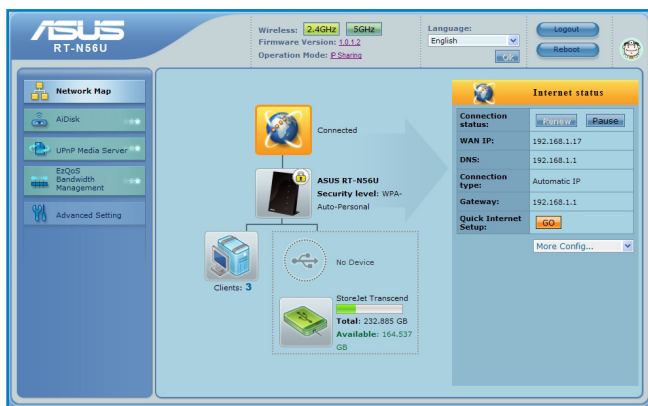 ASUS
RT-N56U
Wireless: 2.4GHz 5GHz
Firmware Version: 1.0.1.2
Operation Mode: IP Sharing
Language:
English
OK
Logout
Reboot
Network Map
AiDisk
UPnP Media Server
EzQoS
Bandwidth
Management
Advanced Setting
Connected
ASUS RT-N56U
Security level: WPA-
Auto-Personal
Clients: 3
No Device
StoreJet Transcend
Total: 232.885 GB
Available: 164.537
GB
Internet status
Connection
status:
Renew Pause
WAN IP: 192.168.1.17
DNS: 192.168.1.1
Connection
type:
Automatic IP
Gateway: 192.168.1.1
Quick Internet
Setup:
GO
More Config...